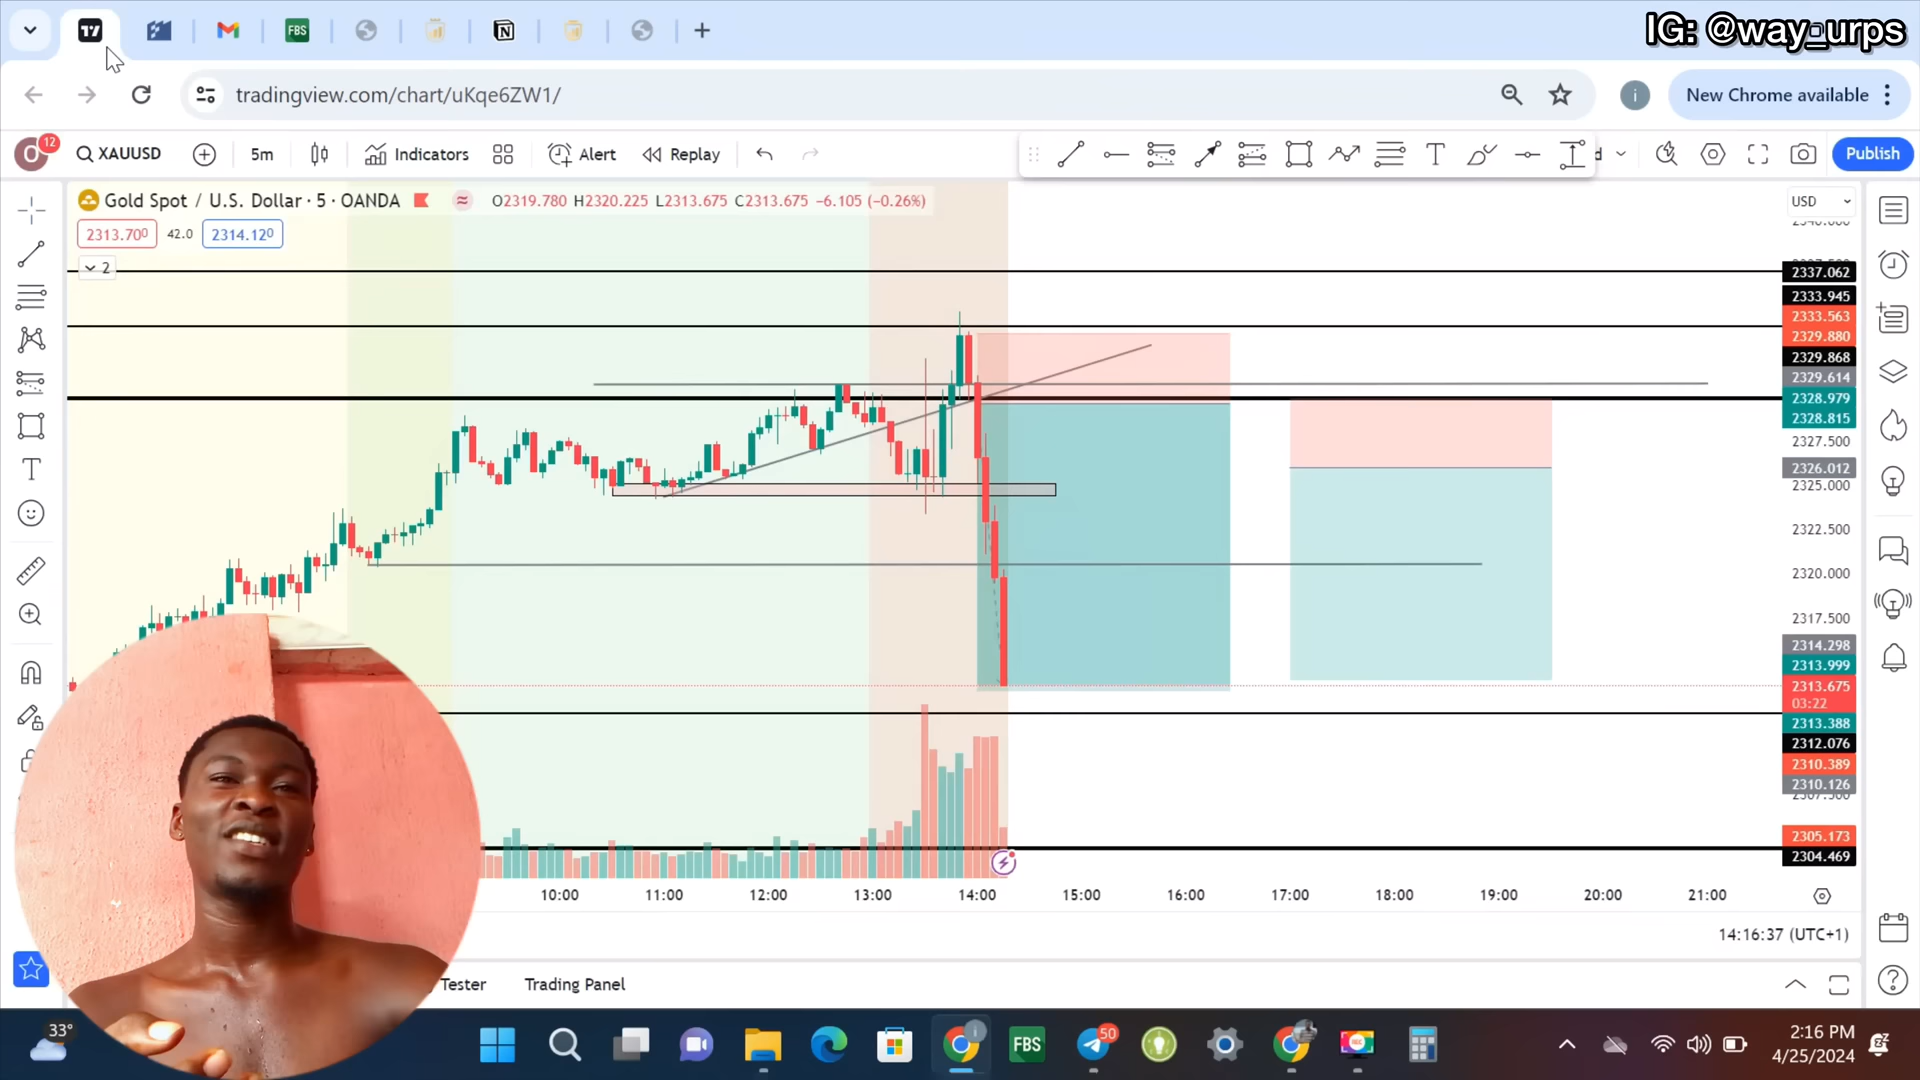 IG: @way_urps
FBS
tradingview.com/chart/uKqe6ZW1/
New Chrome available
O
12
XAUUSD
5m
Indicators
Alert
Replay
Publish
Gold Spot / U.S. Dollar · 5 · OANDA
O2319.780 H2320.225 L2313.675 C2313.675 −6.105 (−0.26%)
USD
2313.700
42.0
2314.120
2
2337.062
2333.945
2333.563
2329.880
2329.868
2329.614
2328.979
2328.815
2327.500
2326.012
2325.000
2322.500
2320.000
2317.500
2314.298
2313.999
2313.675
03:22
2313.388
2312.076
2310.389
2310.126
2305.173
2304.469
10:00 11:00 12:00 13:00 14:00 15:00 16:00 17:00 18:00 19:00 20:00 21:00
14:16:37 (UTC+1)
Tester
Trading Panel
33°
FBS
50
2:16 PM
4/25/2024